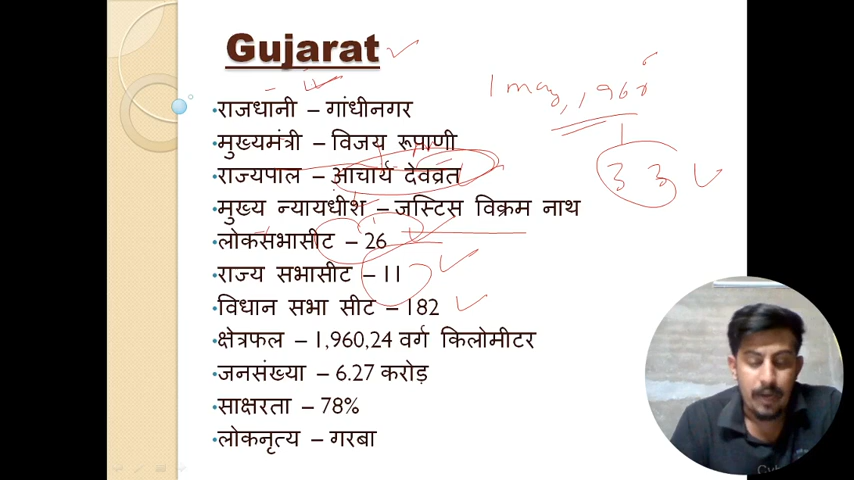 Gujarat
1 may, 196
33
•राजधानी – गांधीनगर
•मुख्यमंत्री – विजय रूपाणी
•राज्यपाल – आचार्य देवव्रत
•मुख्य न्यायधीश – जस्टिस विक्रम नाथ
•लोकसभासीट – 26
•राज्य सभासीट – 11
•विधान सभा सीट – 182
•क्षेत्रफल – 1,960,24 वर्ग किलोमीटर
•जनसंख्या – 6.27 करोड़
•साक्षरता – 78%
•लोकनृत्य – गरबा